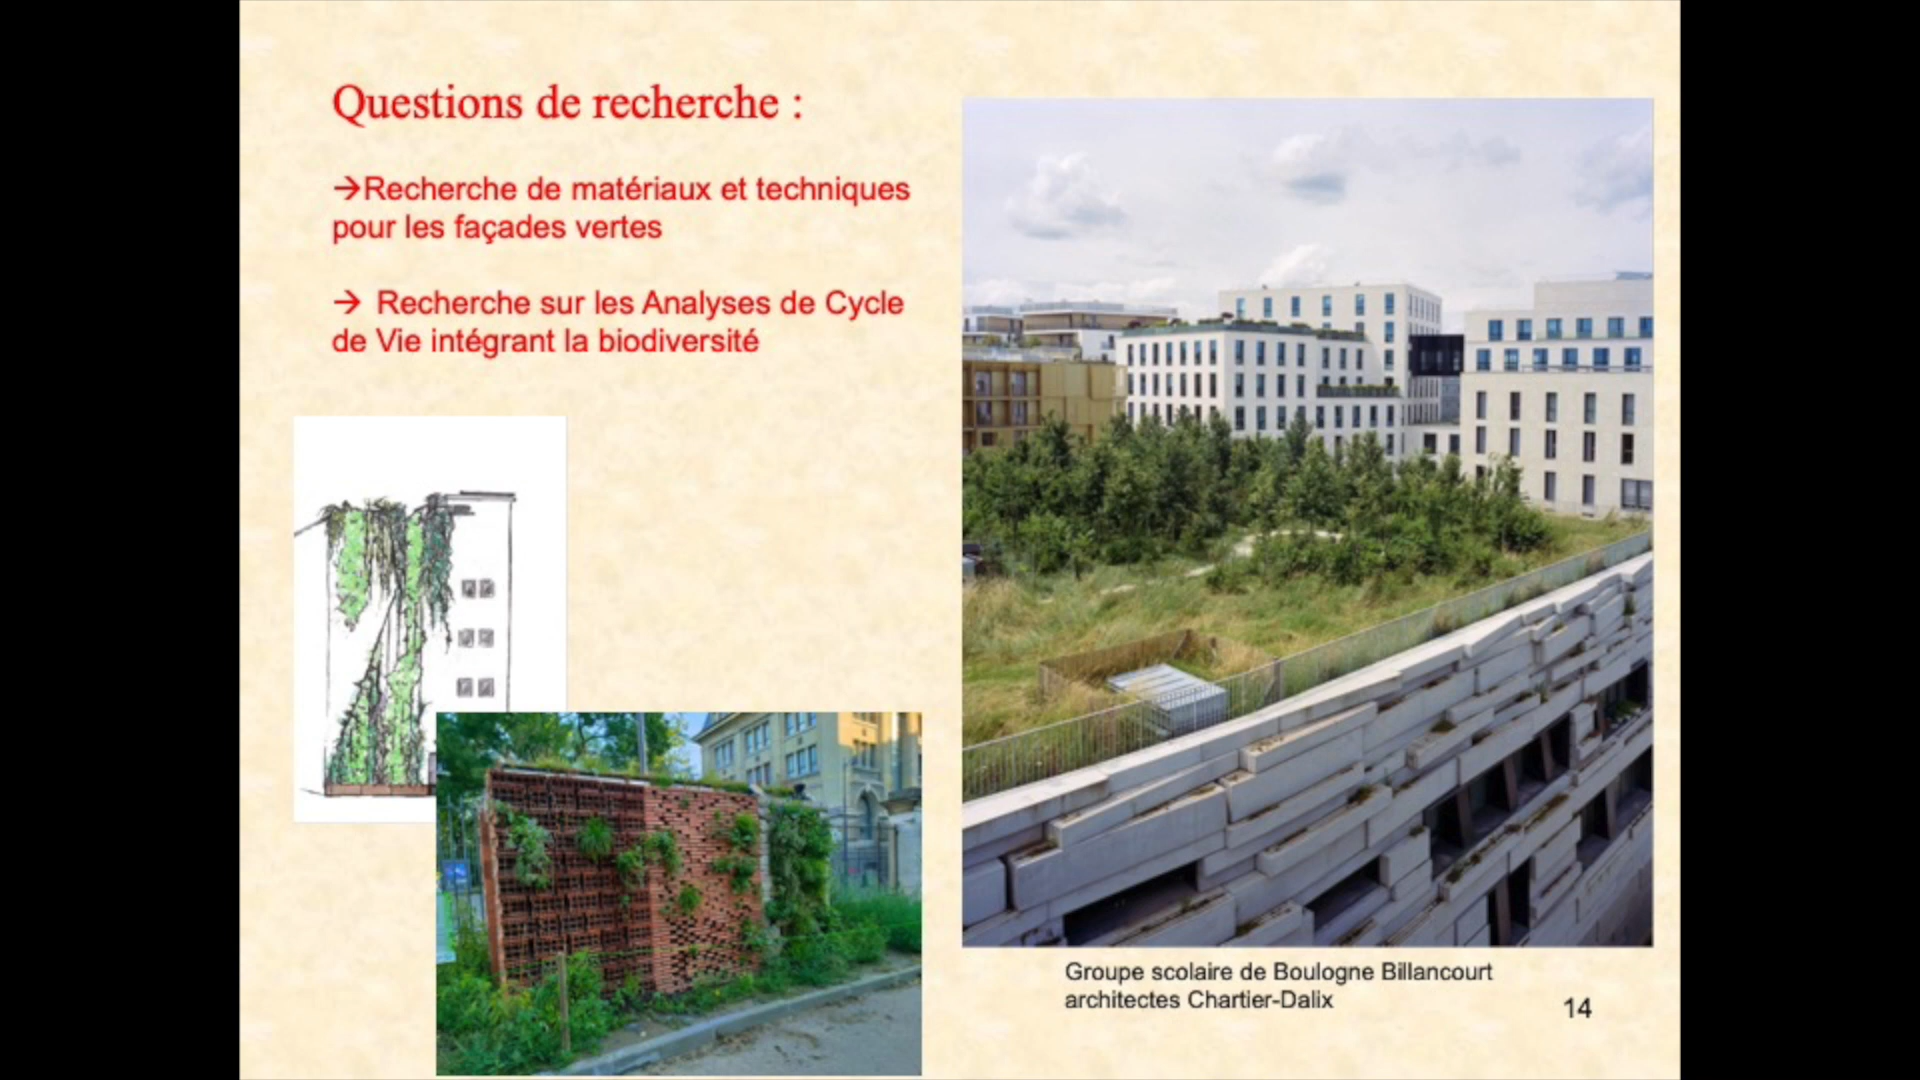 Questions de recherche :
→Recherche de matériaux et techniques
pour les façades vertes
→ Recherche sur les Analyses de Cycle
de Vie intégrant la biodiversité
Groupe scolaire de Boulogne Billancourt
architectes Chartier-Dalix
14